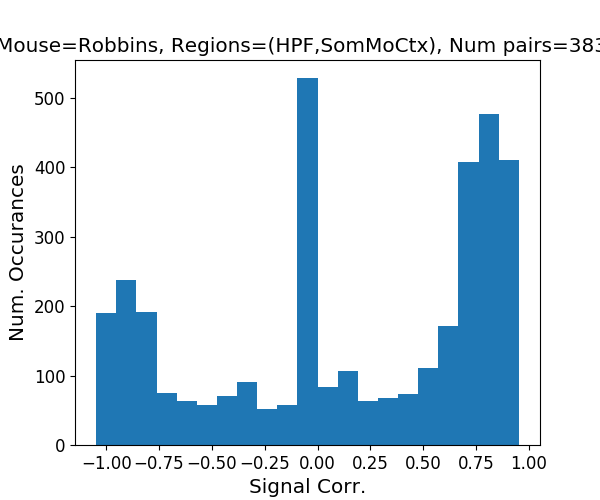 Mouse=Robbins, Regions=(HPF,SomMoCtx), Num pairs=383
500
400
300
200
100
0
Num. Occurances
−1.00 −0.75 −0.50 −0.25 0.00 0.25 0.50 0.75 1.00
Signal Corr.